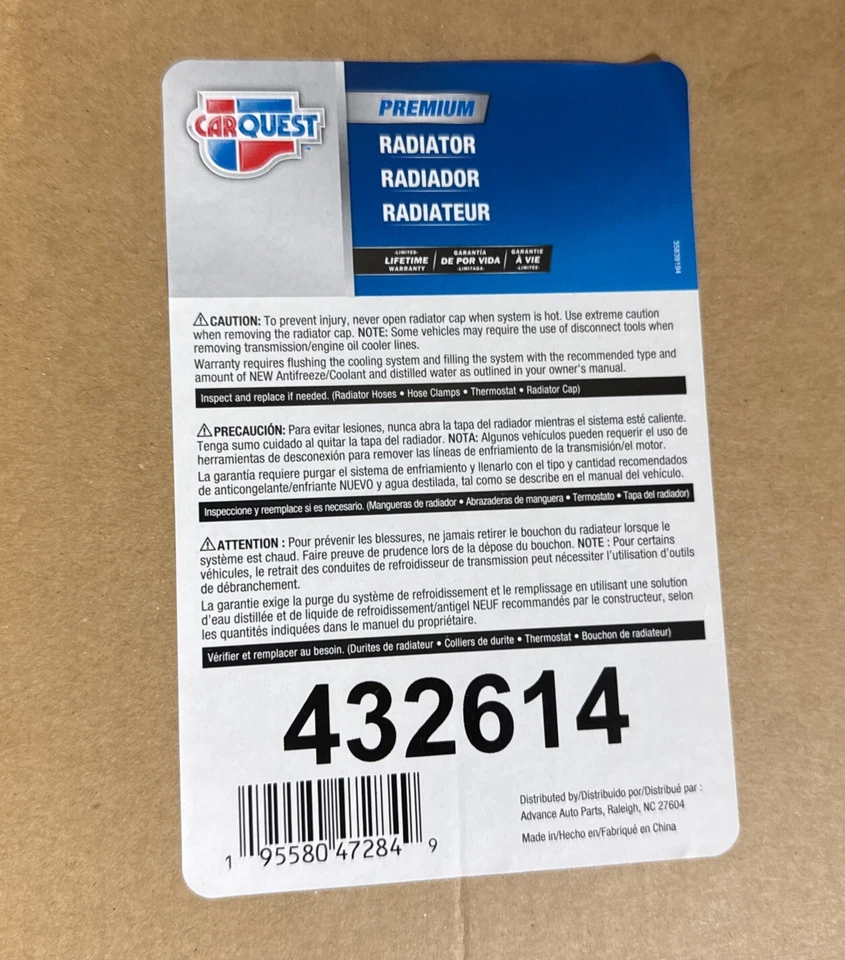 CARQUEST
PREMIUM
RADIATOR
RADIADOR
RADIATEUR
·LIMITED·
LIFETIME
WARRANTY
GARANTÍA
DE POR VIDA
·LIMITADA·
GARANTIE
À VIE
·LIMITÉE·
35839194
⚠CAUTION: To prevent injury, never open radiator cap when system is hot. Use extreme caution
when removing the radiator cap. NOTE: Some vehicles may require the use of disconnect tools when
removing transmission/engine oil cooler lines.
Warranty requires flushing the cooling system and filling the system with the recommended type and
amount of NEW Antifreeze/Coolant and distilled water as outlined in your owner's manual.
Inspect and replace if needed. (Radiator Hoses • Hose Clamps • Thermostat • Radiator Cap)
⚠PRECAUCIÓN: Para evitar lesiones, nunca abra la tapa del radiador mientras el sistema esté caliente.
Tenga sumo cuidado al quitar la tapa del radiador. NOTA: Algunos vehículos pueden requerir el uso de
herramientas de desconexión para remover las líneas de enfriamiento de la transmisión/el motor.
La garantía requiere purgar el sistema de enfriamiento y llenarlo con el tipo y cantidad recomendados
de anticongelante/enfriante NUEVO y agua destilada, tal como se describe en el manual del vehículo.
Inspeccione y reemplace si es necesario. (Mangueras de radiador • Abrazaderas de manguera • Termostato • Tapa del radiador)
⚠ATTENTION : Pour prévenir les blessures, ne jamais retirer le bouchon du radiateur lorsque le
système est chaud. Faire preuve de prudence lors de la dépose du bouchon. NOTE : Pour certains
véhicules, le retrait des conduites de refroidisseur de transmission peut nécessiter l'utilisation d'outils
de débranchement.
La garantie exige la purge du système de refroidissement et le remplissage en utilisant une solution
d'eau distillée et de liquide de refroidissement/antigel NEUF recommandés par le constructeur, selon
les quantités indiquées dans le manuel du propriétaire.
Vérifier et remplacer au besoin. (Durites de radiateur • Colliers de durite • Thermostat • Bouchon de radiateur)
432614
1 95580 47284 9
Distributed by/Distribuido por/Distribué par :
Advance Auto Parts, Raleigh, NC 27604
Made in/Hecho en/Fabriqué en China